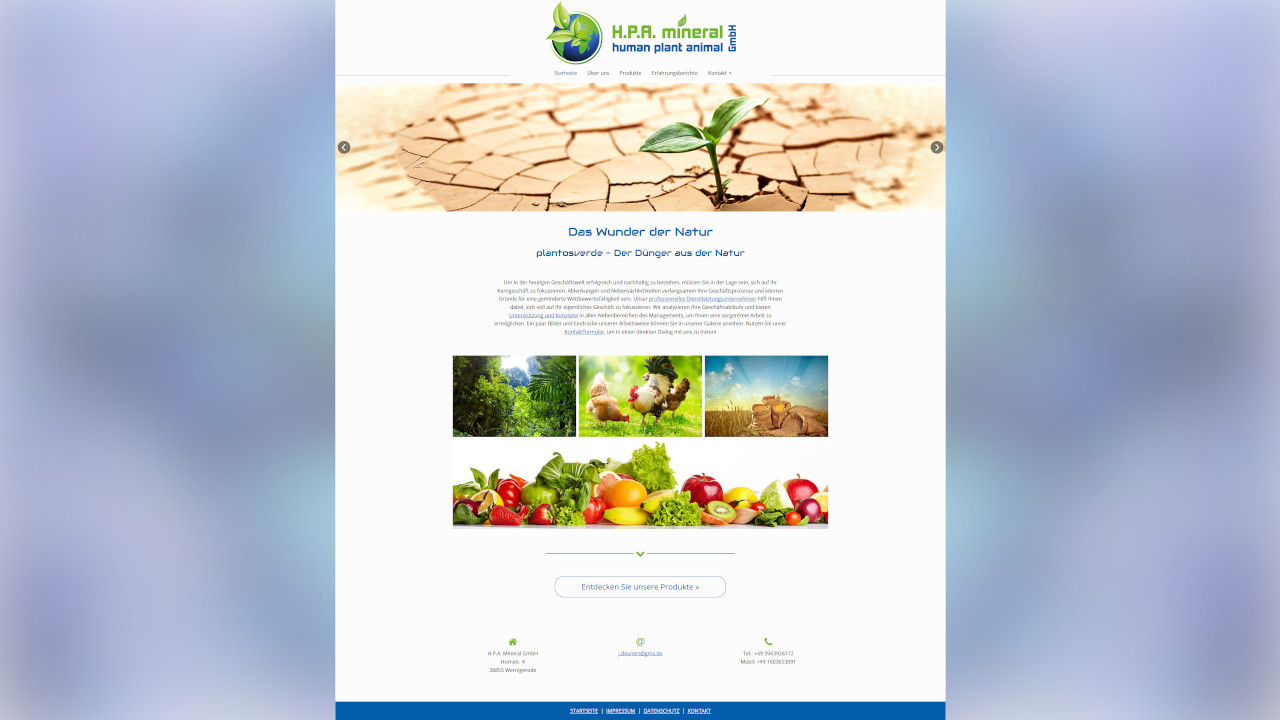 H.P.A. mineral GmbH
human plant animal
Startseite Über uns Produkte Erfahrungsberichte Kontakt
Das Wunder der Natur
plantosverde – Der Dünger aus der Natur
Um in der heutigen Geschäftswelt erfolgreich und nachhaltig zu bestehen, müssen Sie in der Lage sein, sich auf Ihr
Kerngeschäft zu fokussieren. Ablenkungen und Nebensächlichkeiten verlangsamen Ihre Geschäftsprozesse und können
Gründe für eine geminderte Wettbewerbsfähigkeit sein. Unser professionelles Dienstleistungsunternehmen hilft Ihnen
dabei, sich voll auf Ihr eigentliches Geschäft zu fokussieren. Wir analysieren Ihre Geschäftsabläufe und bieten
Unterstützung und Konzepte in allen Nebenbereichen des Managements, um Ihnen eine sorgenfreie Arbeit zu
ermöglichen. Ein paar Bilder und Eindrücke unserer Arbeitsweise können Sie in unserer Galerie ansehen. Nutzen Sie unser
Kontaktformular, um in einen direkten Dialog mit uns zu treten!
Entdecken Sie unsere Produkte »
H.P.A. Mineral GmbH
Hornstr. 4
38855 Wernigerode
j.deunert@gmx.de
Tel.: +49 3943926112
Mobil: +49 1603653091
STARTSEITE | IMPRESSUM | DATENSCHUTZ | KONTAKT